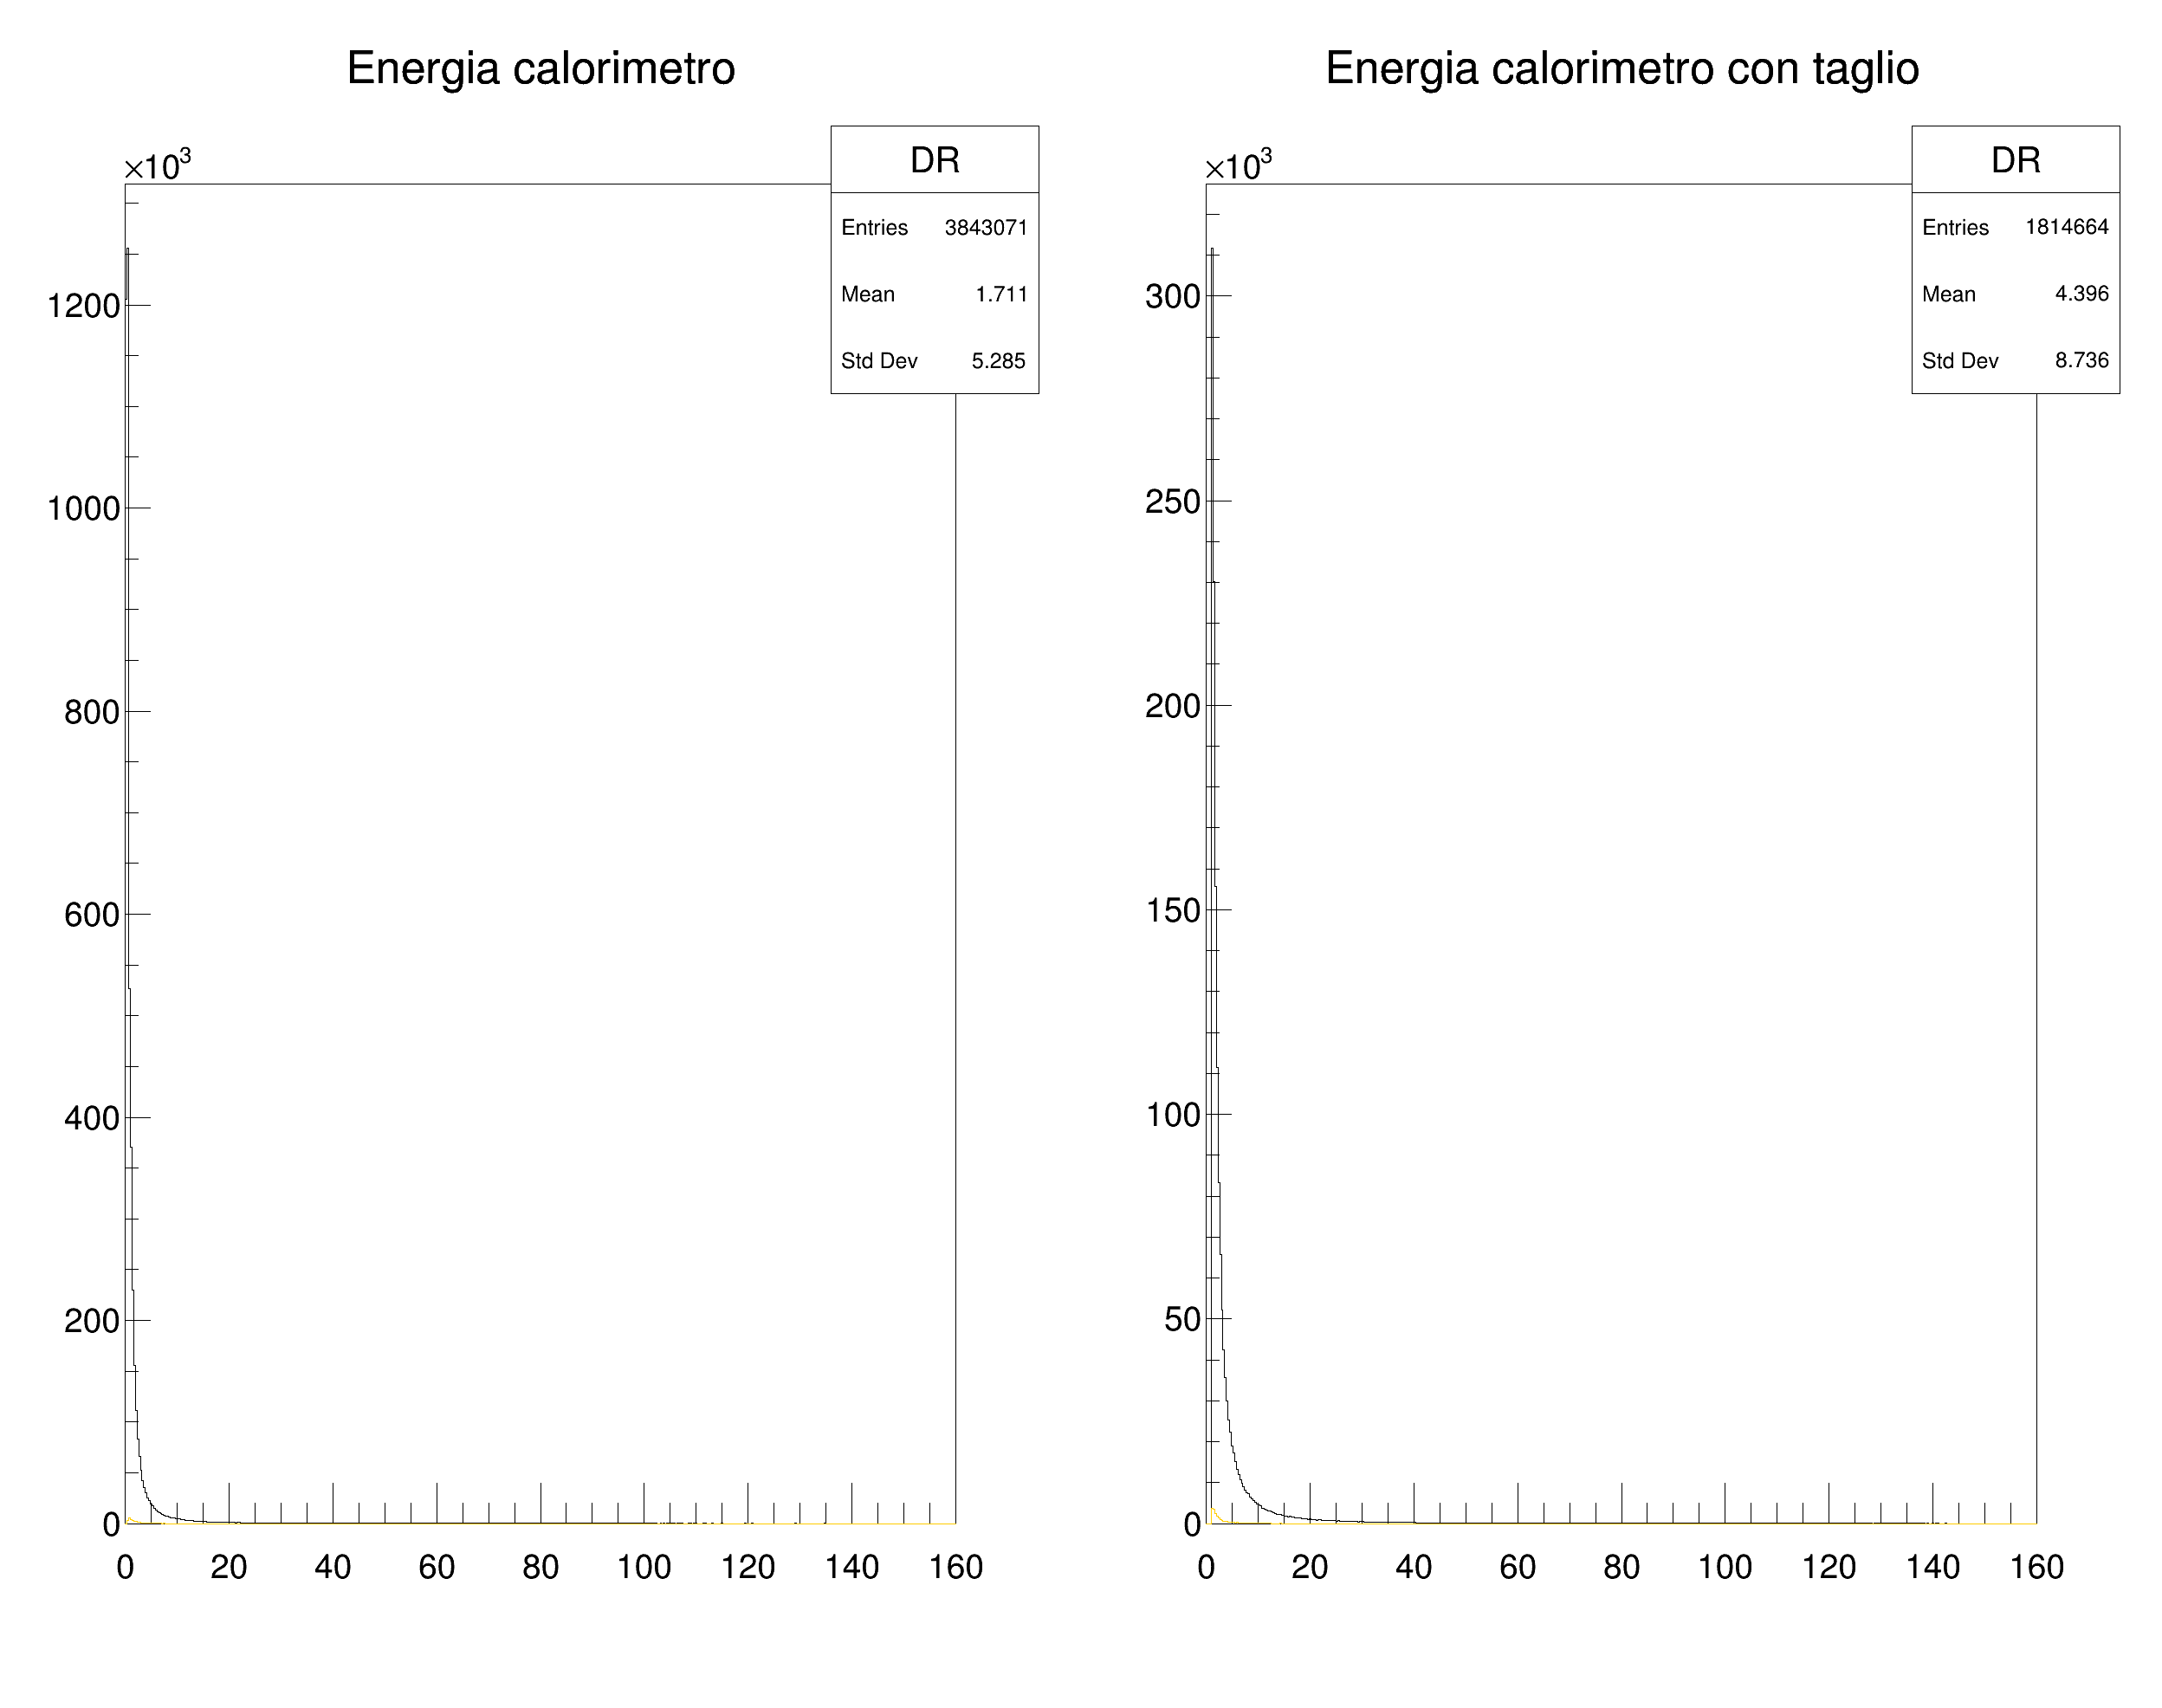 Energia calorimetro
×10³
DR
Entries 3843071
Mean 1.711
Std Dev 5.285
1200
1000
800
600
400
200
0
0 20 40 60 80 100 120 140 160
Energia calorimetro con taglio
×10³
DR
Entries 1814664
Mean 4.396
Std Dev 8.736
300
250
200
150
100
50
0
0 20 40 60 80 100 120 140 160